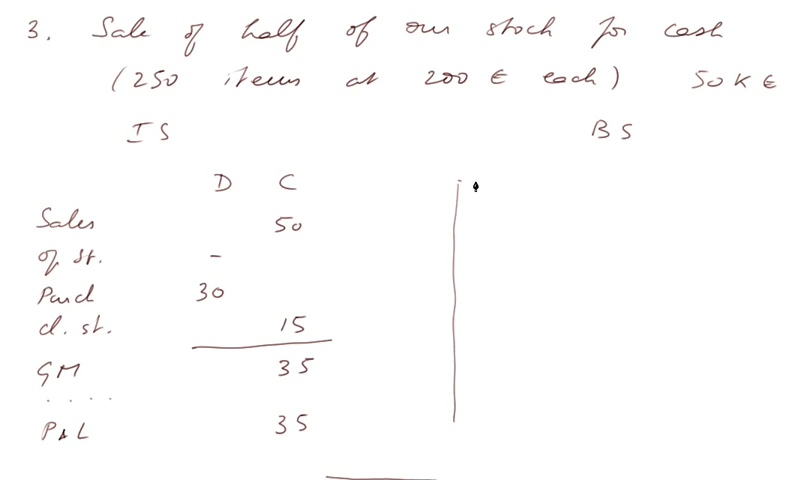 3. Sale of half of our stock for cash
(250 items at 200 € each) 50 K €
IS BS
D C
Sales 50
op st. -
Purch 30
cl. st. 15
GM 35
. . . .
P&L 35